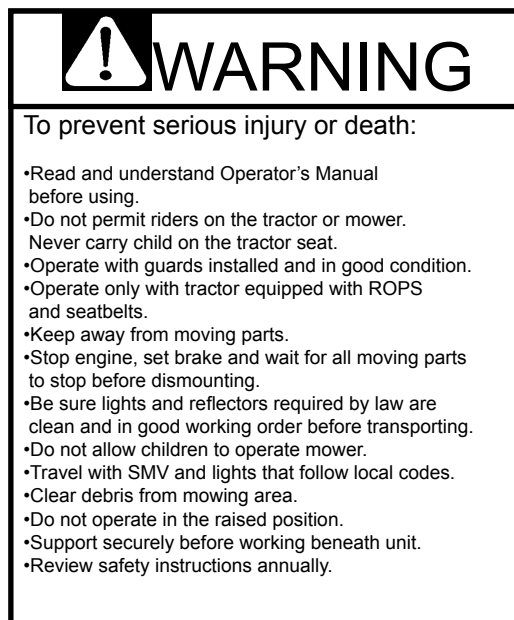 WARNING
To prevent serious injury or death:
•Read and understand Operator’s Manual
before using.
•Do not permit riders on the tractor or mower.
Never carry child on the tractor seat.
•Operate with guards installed and in good condition.
•Operate only with tractor equipped with ROPS
and seatbelts.
•Keep away from moving parts.
•Stop engine, set brake and wait for all moving parts
to stop before dismounting.
•Be sure lights and reflectors required by law are
clean and in good working order before transporting.
•Do not allow children to operate mower.
•Travel with SMV and lights that follow local codes.
•Clear debris from mowing area.
•Do not operate in the raised position.
•Support securely before working beneath unit.
•Review safety instructions annually.